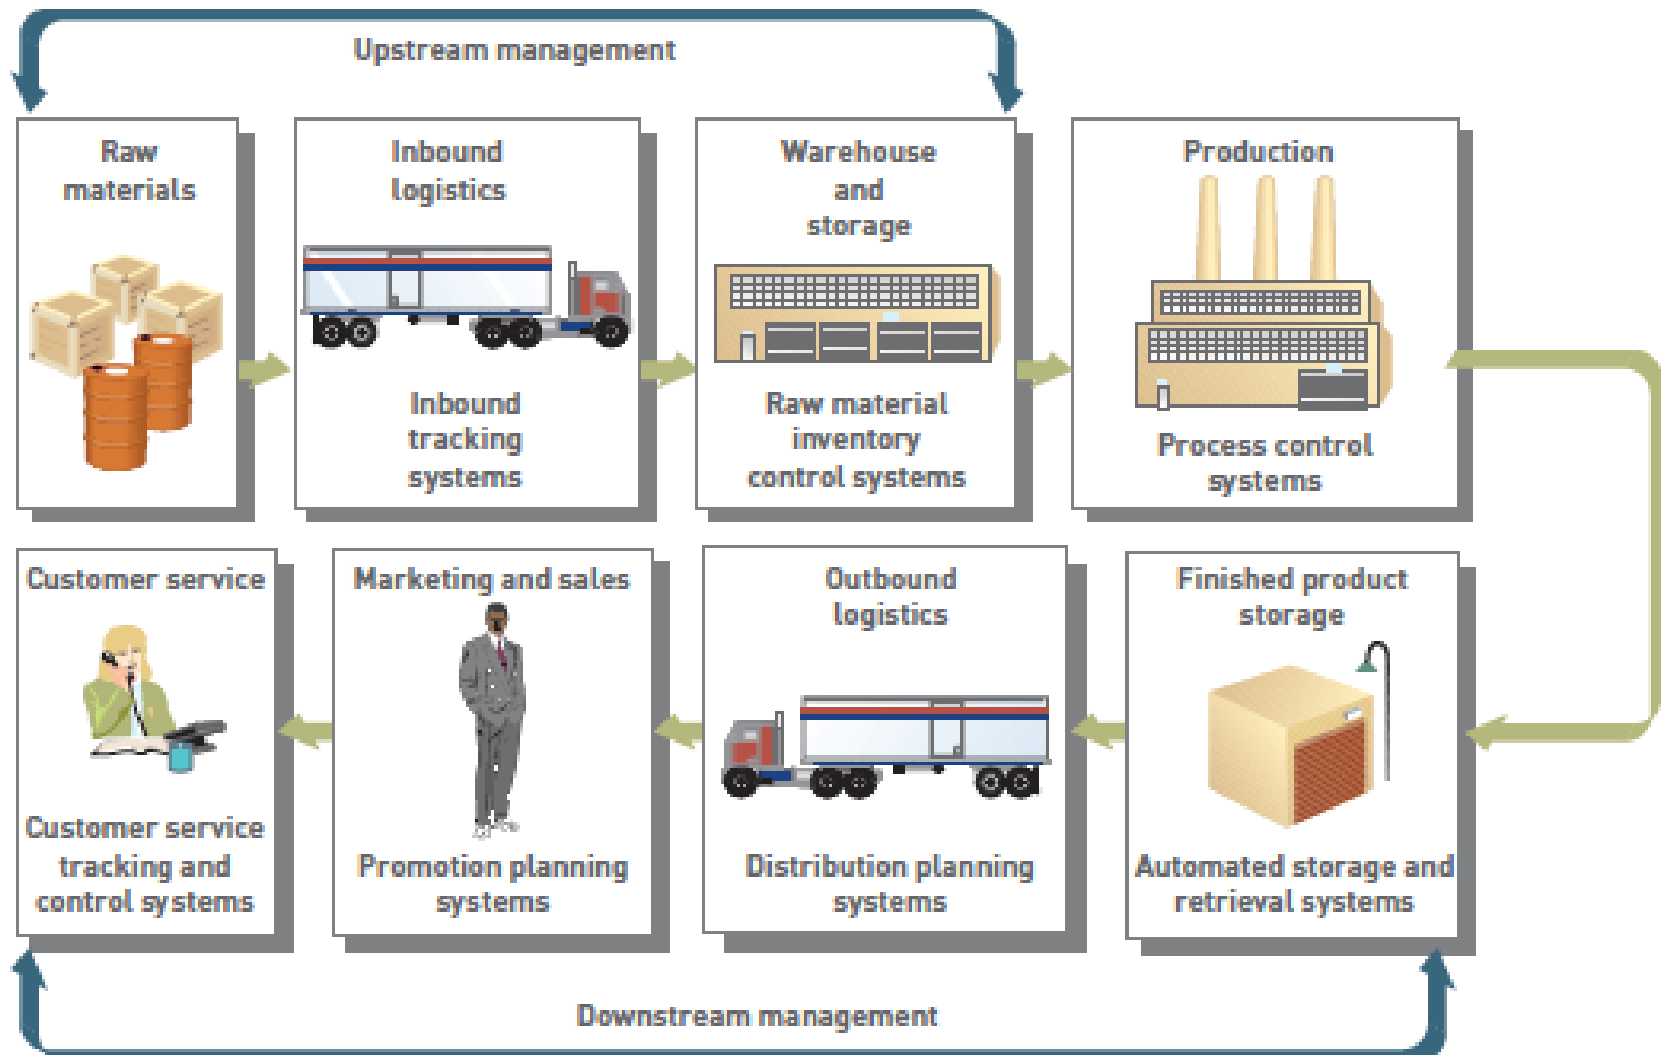 Upstream management
Raw
materials
Inbound
logistics
Inbound
tracking
systems
Warehouse
and
storage
Raw material
inventory
control systems
Production
Process control
systems
Customer service
Customer service
tracking and
control systems
Marketing and sales
Promotion planning
systems
Outbound
logistics
Distribution planning
systems
Finished product
storage
Automated storage and
retrieval systems
Downstream management